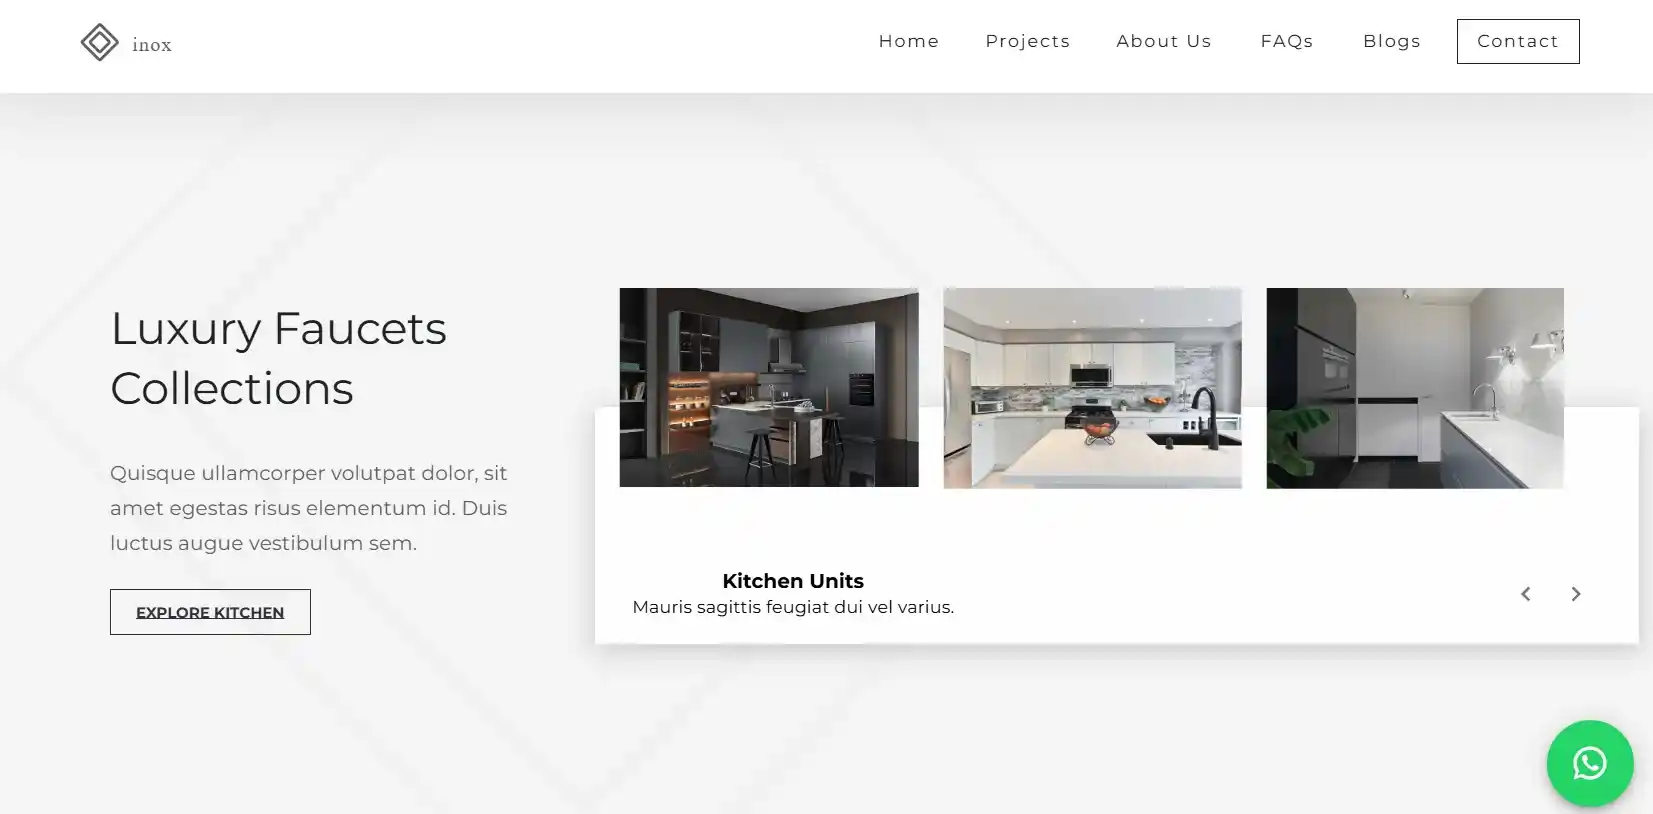 inox
Home
Projects
About Us
FAQs
Blogs
Contact
Luxury Faucets
Collections
Quisque ullamcorper volutpat dolor, sit
amet egestas risus elementum id. Duis
luctus augue vestibulum sem.
EXPLORE KITCHEN
Kitchen Units
Mauris sagittis feugiat dui vel varius.